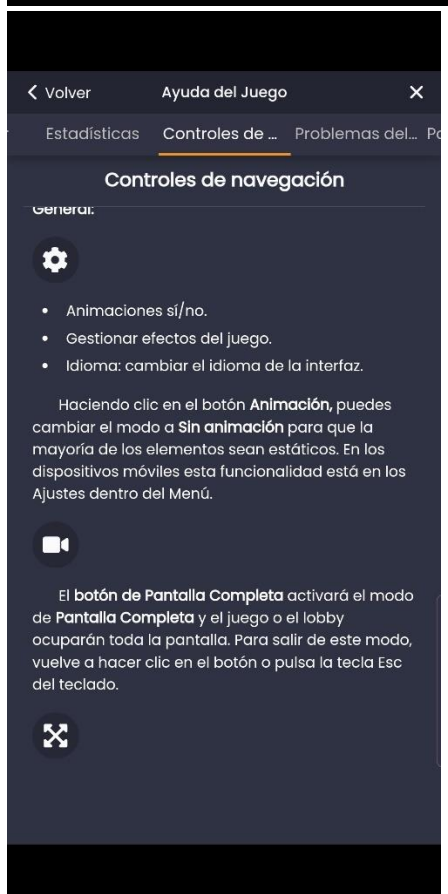 Volver
Ayuda del Juego
Estadísticas Controles de ... Problemas del...
Controles de navegación
General:
• Animaciones sí/no.
• Gestionar efectos del juego.
• Idioma: cambiar el idioma de la interfaz.
Haciendo clic en el botón Animación, puedes
cambiar el modo a Sin animación para que la
mayoría de los elementos sean estáticos. En los
dispositivos móviles esta funcionalidad está en los
Ajustes dentro del Menú.
El botón de Pantalla Completa activará el modo
de Pantalla Completa y el juego o el lobby
ocuparán toda la pantalla. Para salir de este modo,
vuelve a hacer clic en el botón o pulsa la tecla Esc
del teclado.